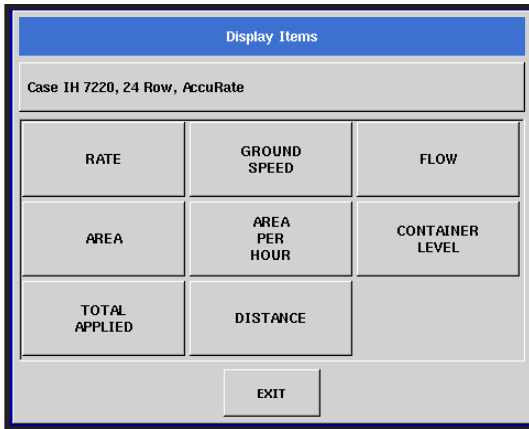 Display Items
Case IH 7220, 24 Row, AccuRate
RATE
GROUND
SPEED
FLOW
AREA
AREA
PER
HOUR
CONTAINER
LEVEL
TOTAL
APPLIED
DISTANCE
EXIT